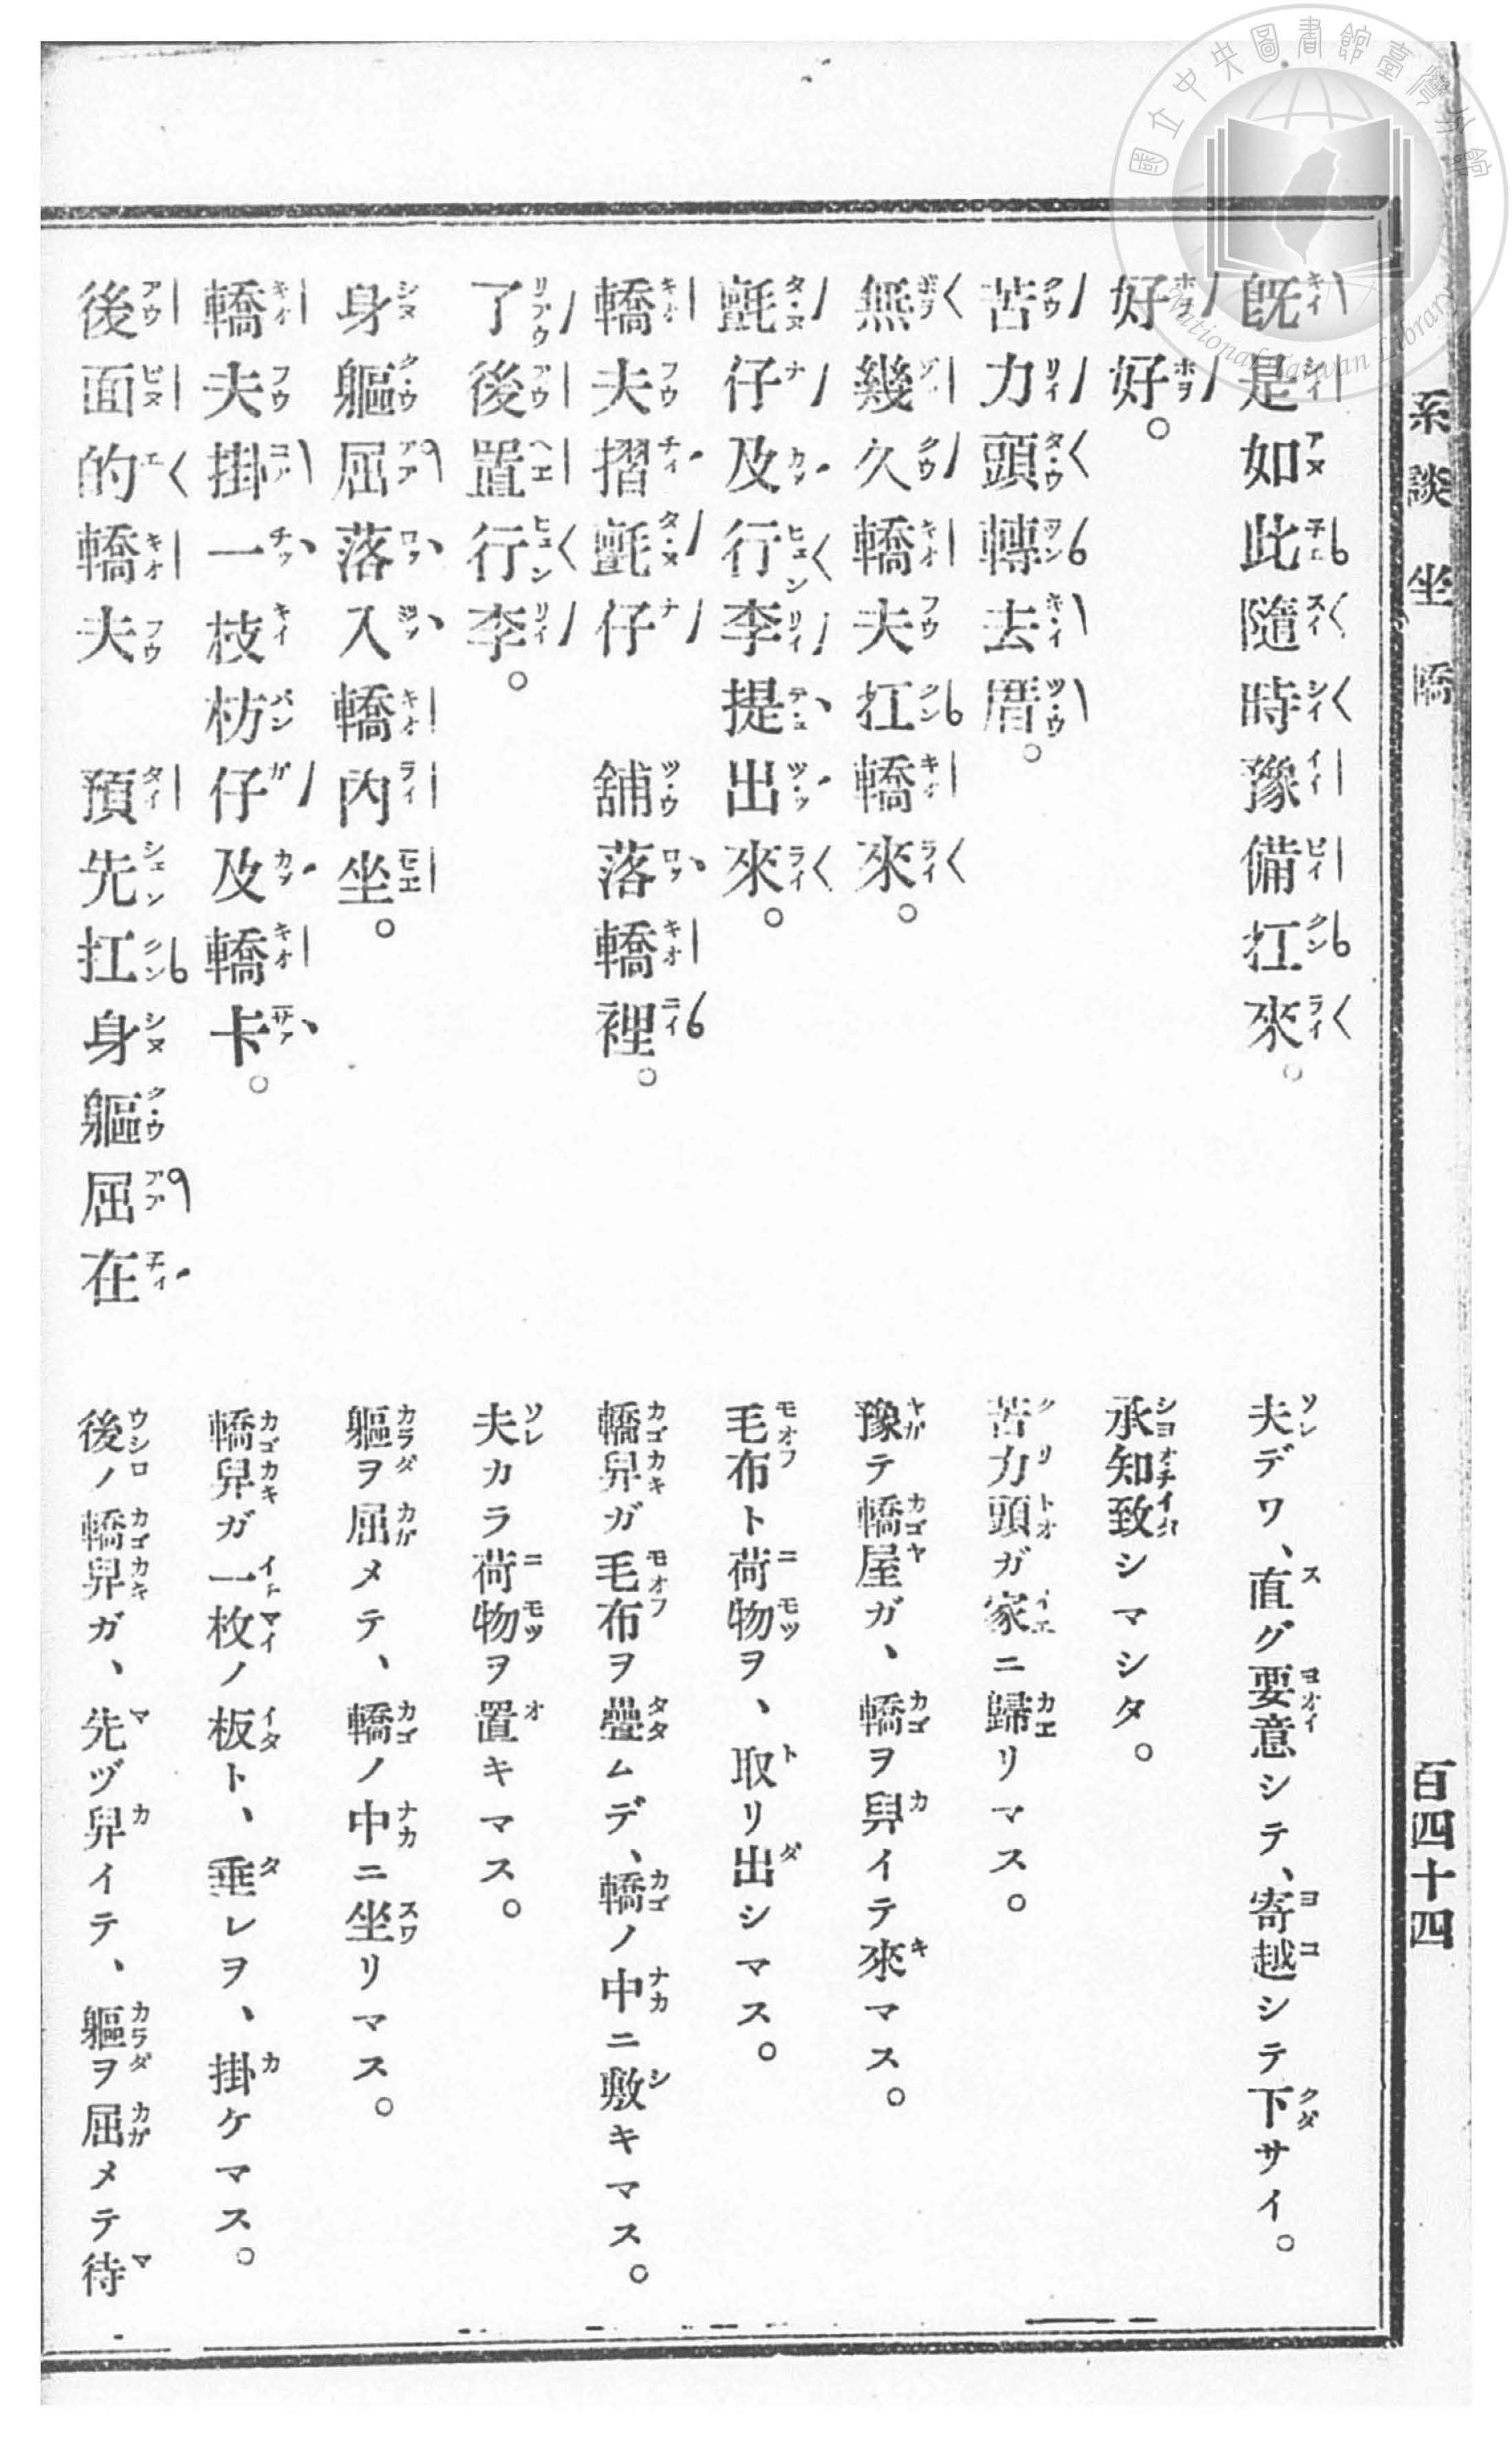 國立中央圖書館臺灣分館
National Taiwan Library
系談 坐轎
百四十四
既是如此隨時豫備扛來。
夫デワ、直グ要意シテ、寄越シテ下サイ。
好好。
承知致シマシタ。
苦力頭轉去厝。
苦力頭ガ家ニ歸リマス。
無幾久轎夫扛轎來。
豫テ轎屋ガ、轎ヲ舁イテ來マス。
氈仔及行李提出來。
毛布ト荷物ヲ、取リ出シマス。
轎夫摺氈仔 舖落轎裡。
轎舁ガ毛布ヲ疊ムデ、轎ノ中ニ敷キマス。
了後置行李。
夫カラ荷物ヲ置キマス。
身軀屈落入轎內坐。
軀ヲ屈メテ、轎ノ中ニ坐リマス。
轎夫掛一枝枋仔及轎卡。
轎舁ガ一枚ノ板ト、垂レヲ、掛ケマス。
後面的轎夫 預先扛身軀屈在
後ノ轎舁ガ、先ヅ舁イテ、軀ヲ屈メテ待